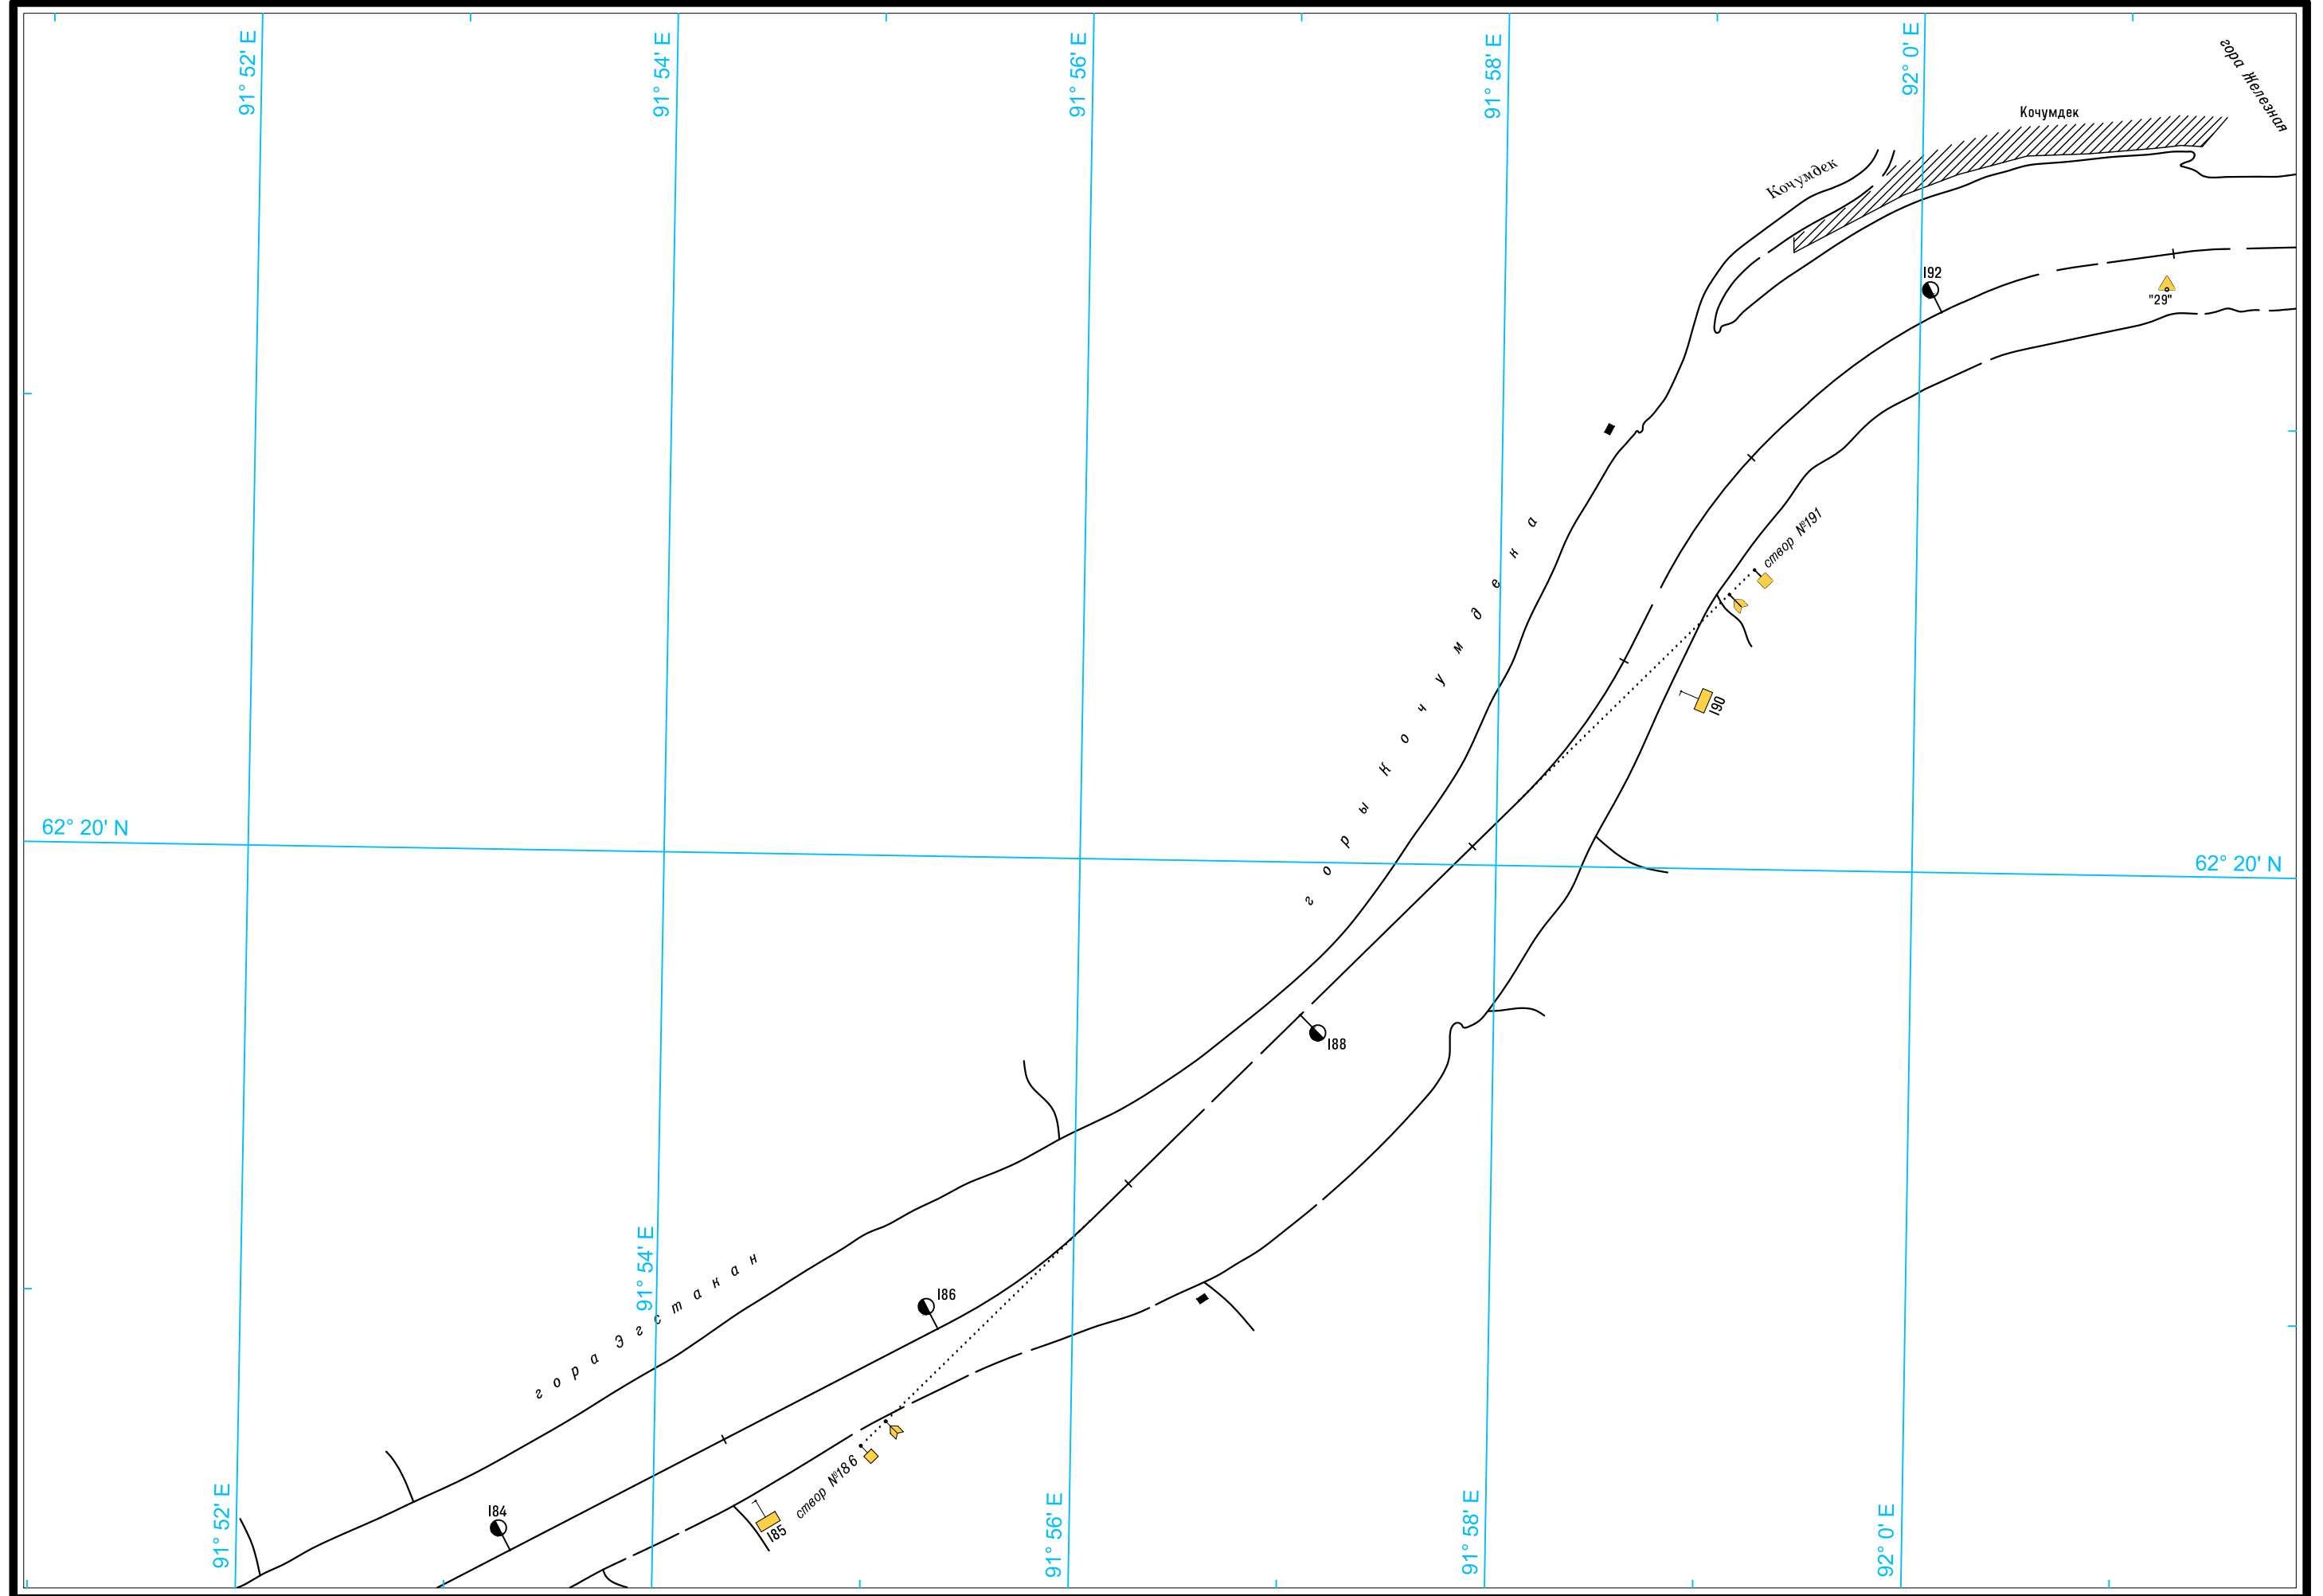 91° 52' E
91° 54' E
91° 56' E
91° 58' E
92° 0' E
гора Железная
Кочумдек
Кочумдек
192
"29"
створ №191
190
горы Кочумдека
62° 20' N
62° 20' N
188
186
гора Эгстакан
створ №186
185
184
91° 52' E
91° 54' E
91° 56' E
91° 58' E
92° 0' E